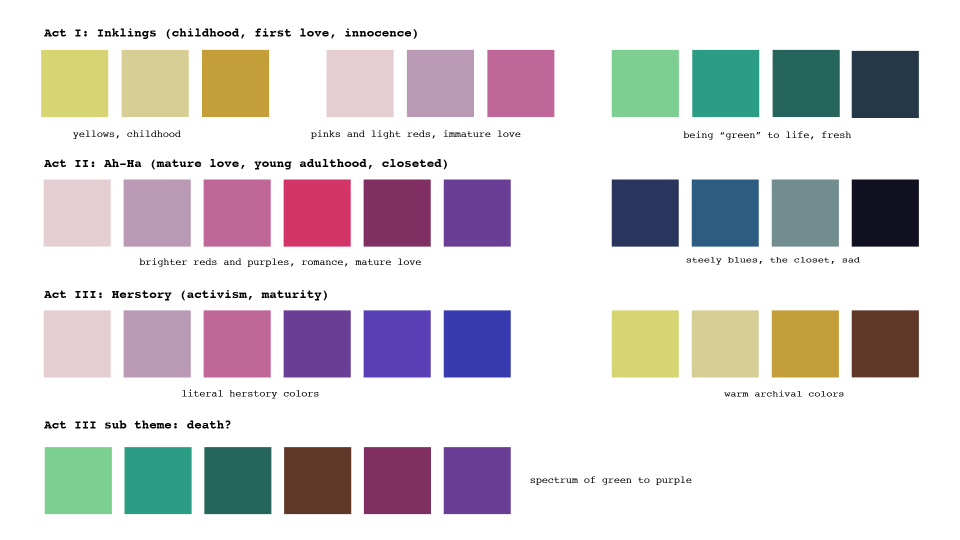 Act I: Inklings (childhood, first love, innocence)
yellows, childhood
pinks and light reds, immature love
being “green” to life, fresh
Act II: Ah-Ha (mature love, young adulthood, closeted)
brighter reds and purples, romance, mature love
steely blues, the closet, sad
Act III: Herstory (activism, maturity)
literal herstory colors
warm archival colors
Act III sub theme: death?
spectrum of green to purple